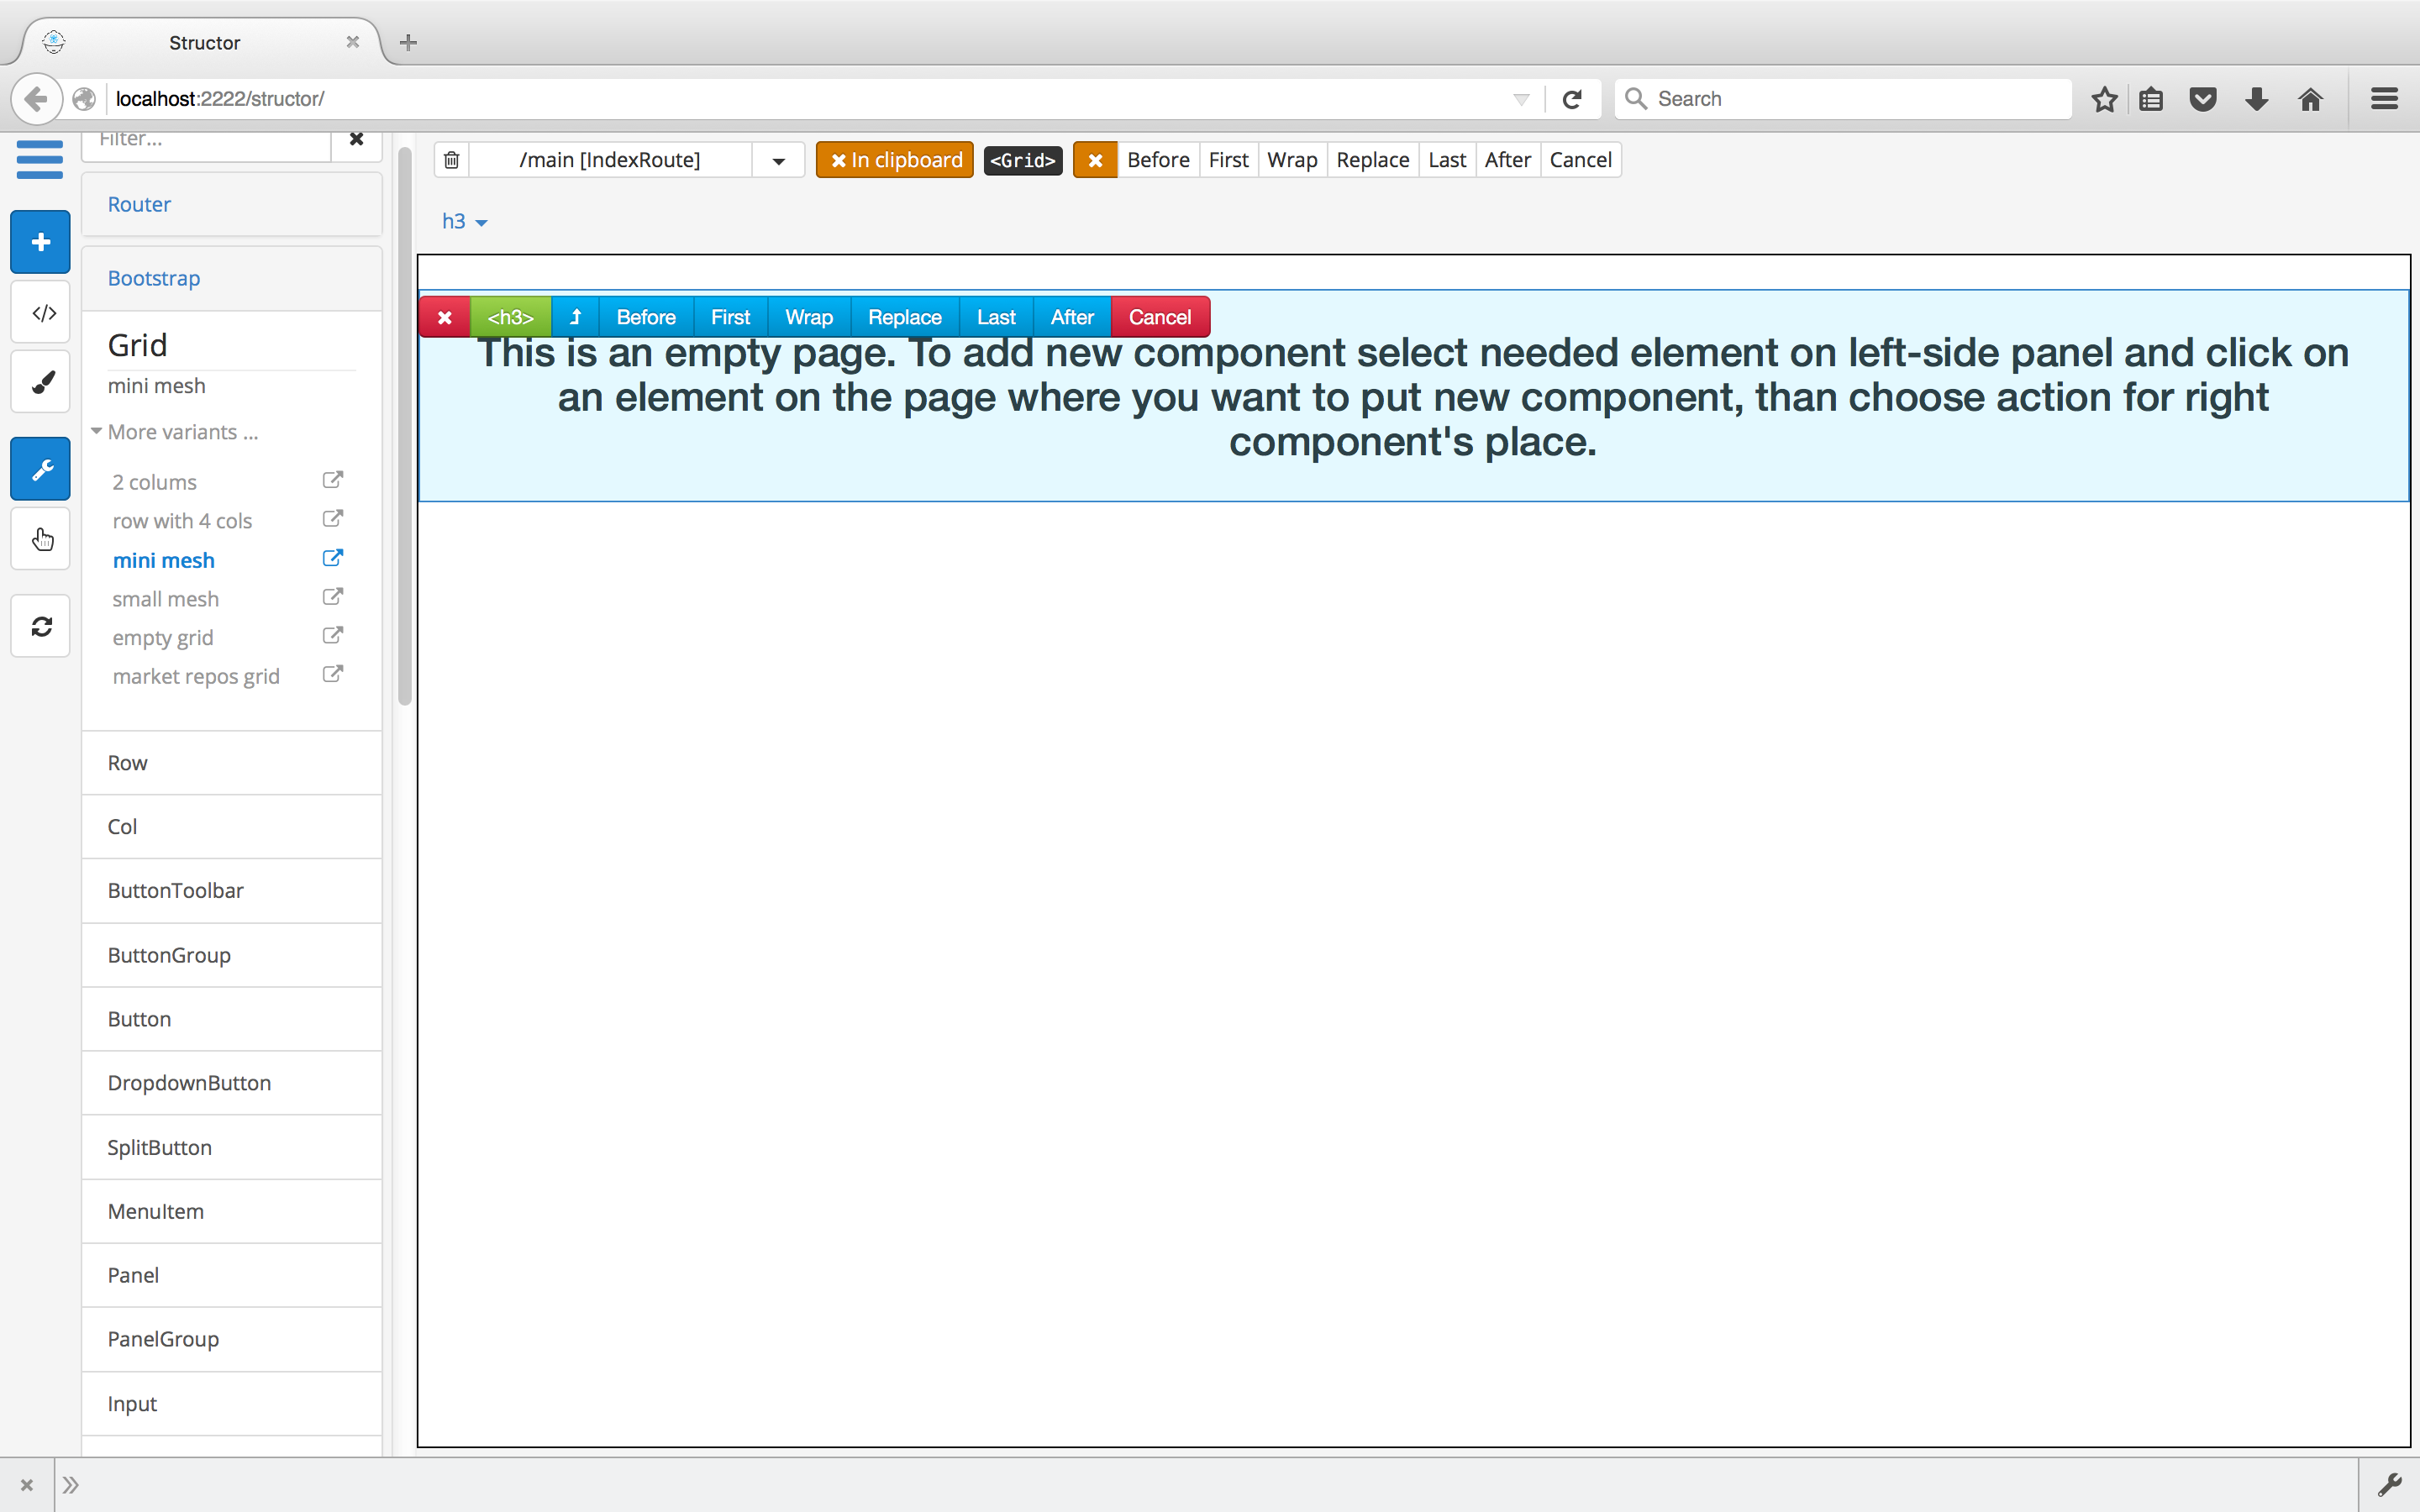 Structor
localhost:2222/structor/
Search
Filter...
/main [IndexRoute]
In clipboard
<Grid>
Before First Wrap Replace Last After Cancel
h3
Router
Bootstrap
Grid
mini mesh
More variants ...
2 colums
row with 4 cols
mini mesh
small mesh
empty grid
market repos grid
Row
Col
ButtonToolbar
ButtonGroup
Button
DropdownButton
SplitButton
MenuItem
Panel
PanelGroup
Input
<h3> Before First Wrap Replace Last After Cancel
This is an empty page. To add new component select needed element on left-side panel and click on
an element on the page where you want to put new component, than choose action for right
component's place.